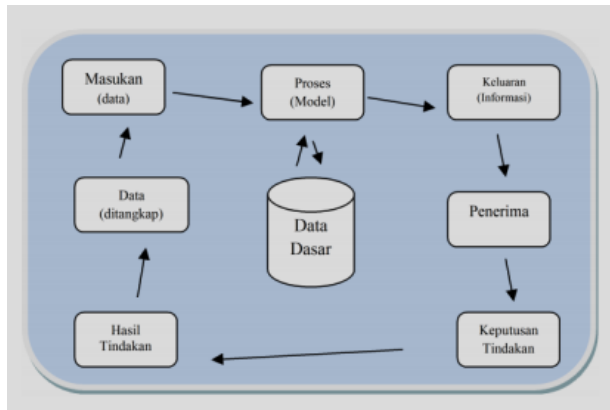 Masukan
(data)
Proses
(Model)
Keluaran
(Informasi)
Data
(ditangkap)
Data
Dasar
Penerima
Hasil
Tindakan
Keputusan
Tindakan